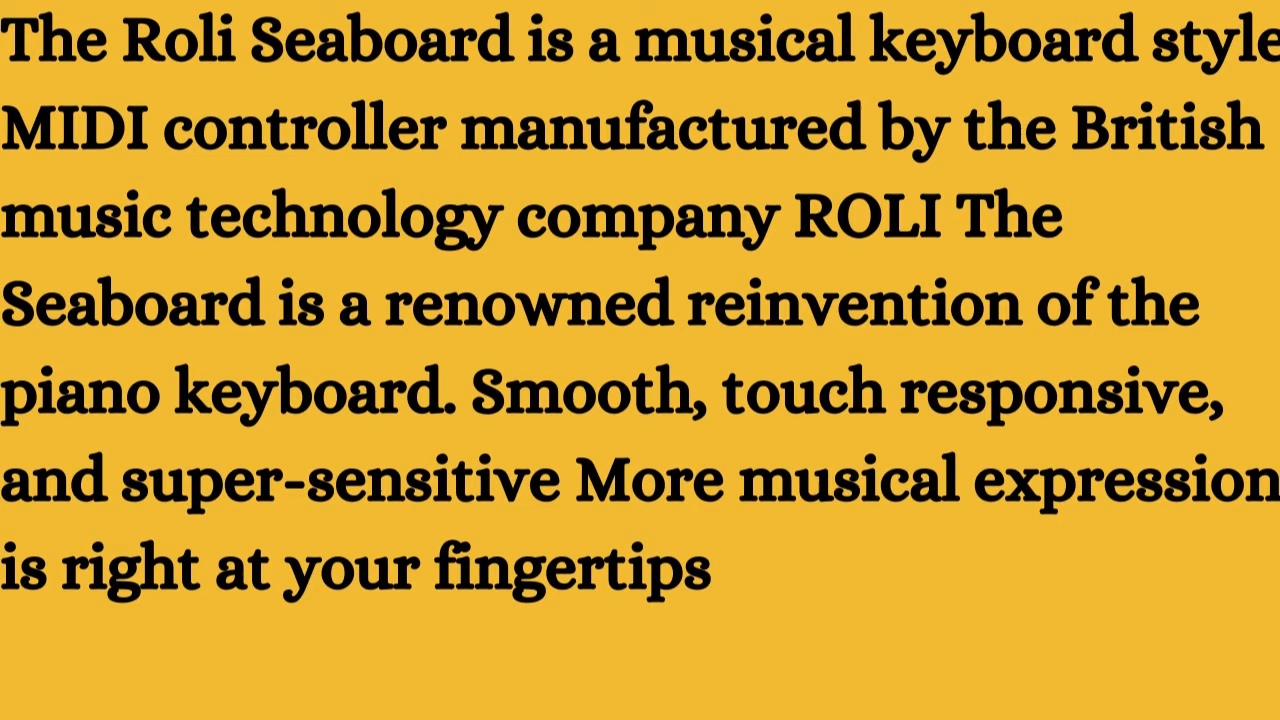 The Roli Seaboard is a musical keyboard style
MIDI controller manufactured by the British
music technology company ROLI The
Seaboard is a renowned reinvention of the
piano keyboard. Smooth, touch responsive,
and super-sensitive More musical expression
is right at your fingertips